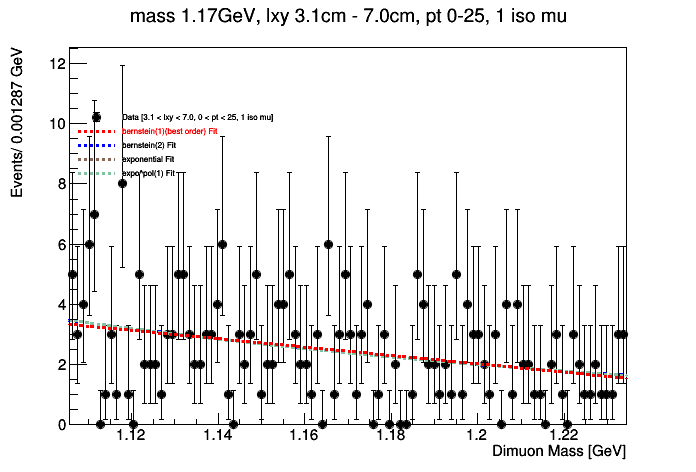 mass 1.17GeV, lxy 3.1cm - 7.0cm, pt 0-25, 1 iso mu
Events/ 0.001287 GeV
12
10
8
6
4
2
0
Data [3.1 < lxy < 7.0, 0 < pt < 25, 1 iso mu]
bernstein(1)(best order) Fit
bernstein(2) Fit
exponential Fit
expo*pol(1) Fit
1.12 1.14 1.16 1.18 1.2 1.22
Dimuon Mass [GeV]